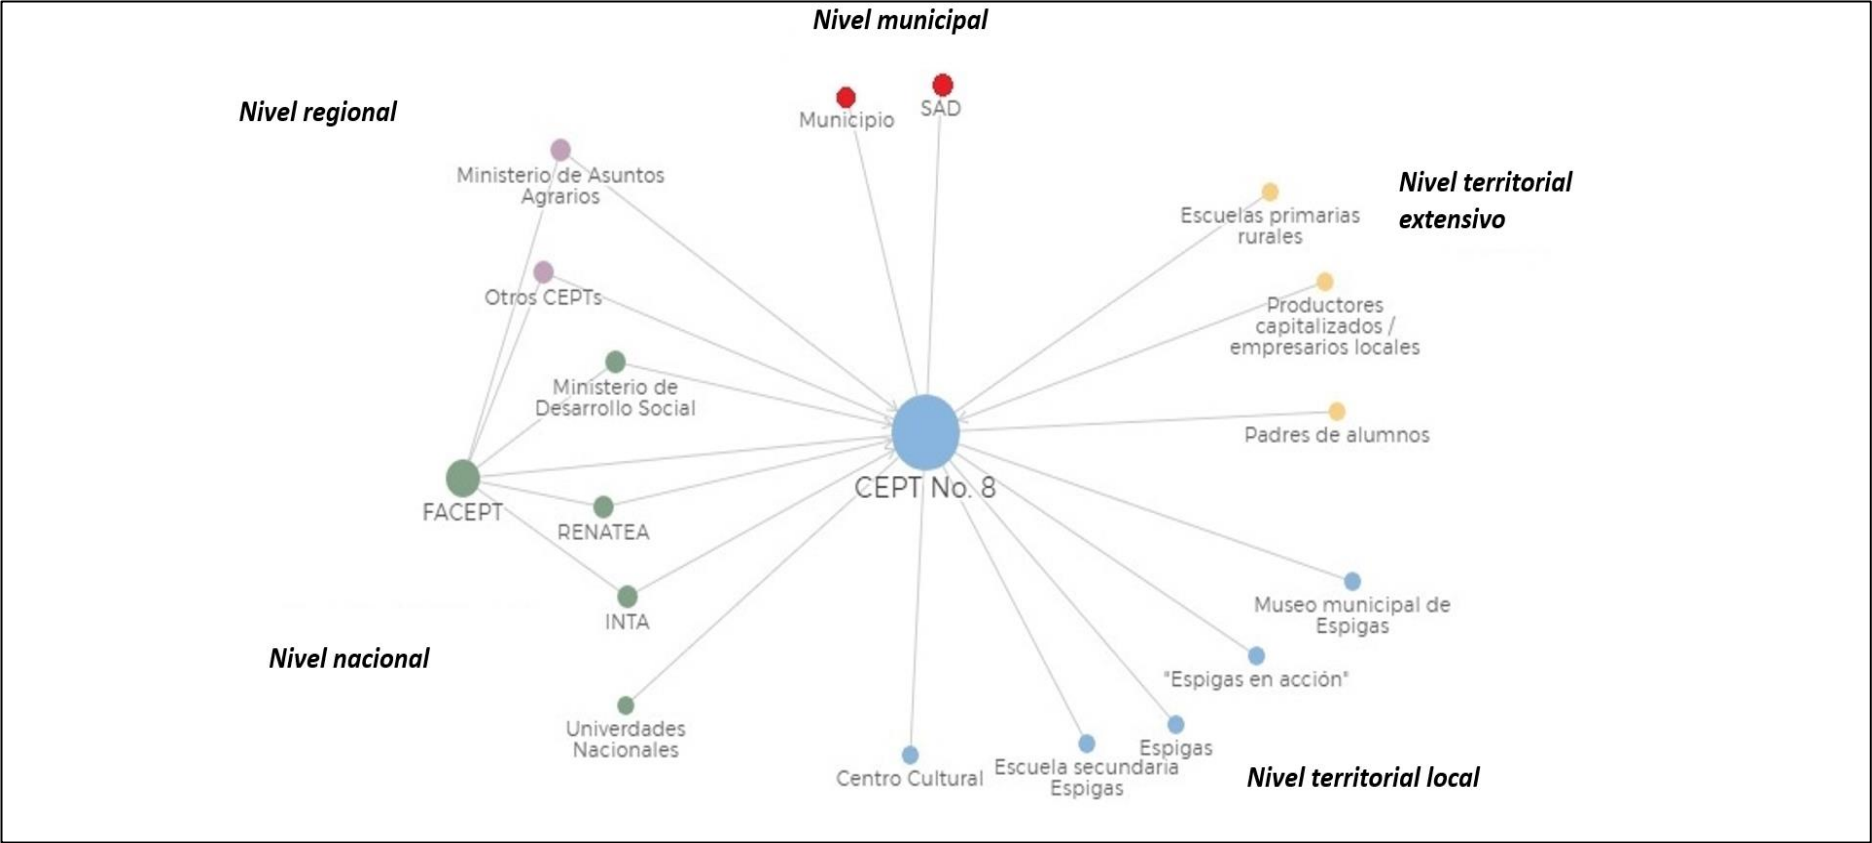 Nivel municipal
Nivel regional
Municipio
SAD
Ministerio de Asuntos
Agrarios
Nivel territorial
extensivo
Escuelas primarias
rurales
Otros CEPTs
Productores
capitalizados /
empresarios locales
Ministerio de
Desarrollo Social
Padres de alumnos
CEPT No. 8
FACEPT
RENATEA
INTA
Museo municipal de
Espigas
Nivel nacional
"Espigas en acción"
Univerdades
Nacionales
Centro Cultural
Escuela secundaria
Espigas
Espigas
Nivel territorial local